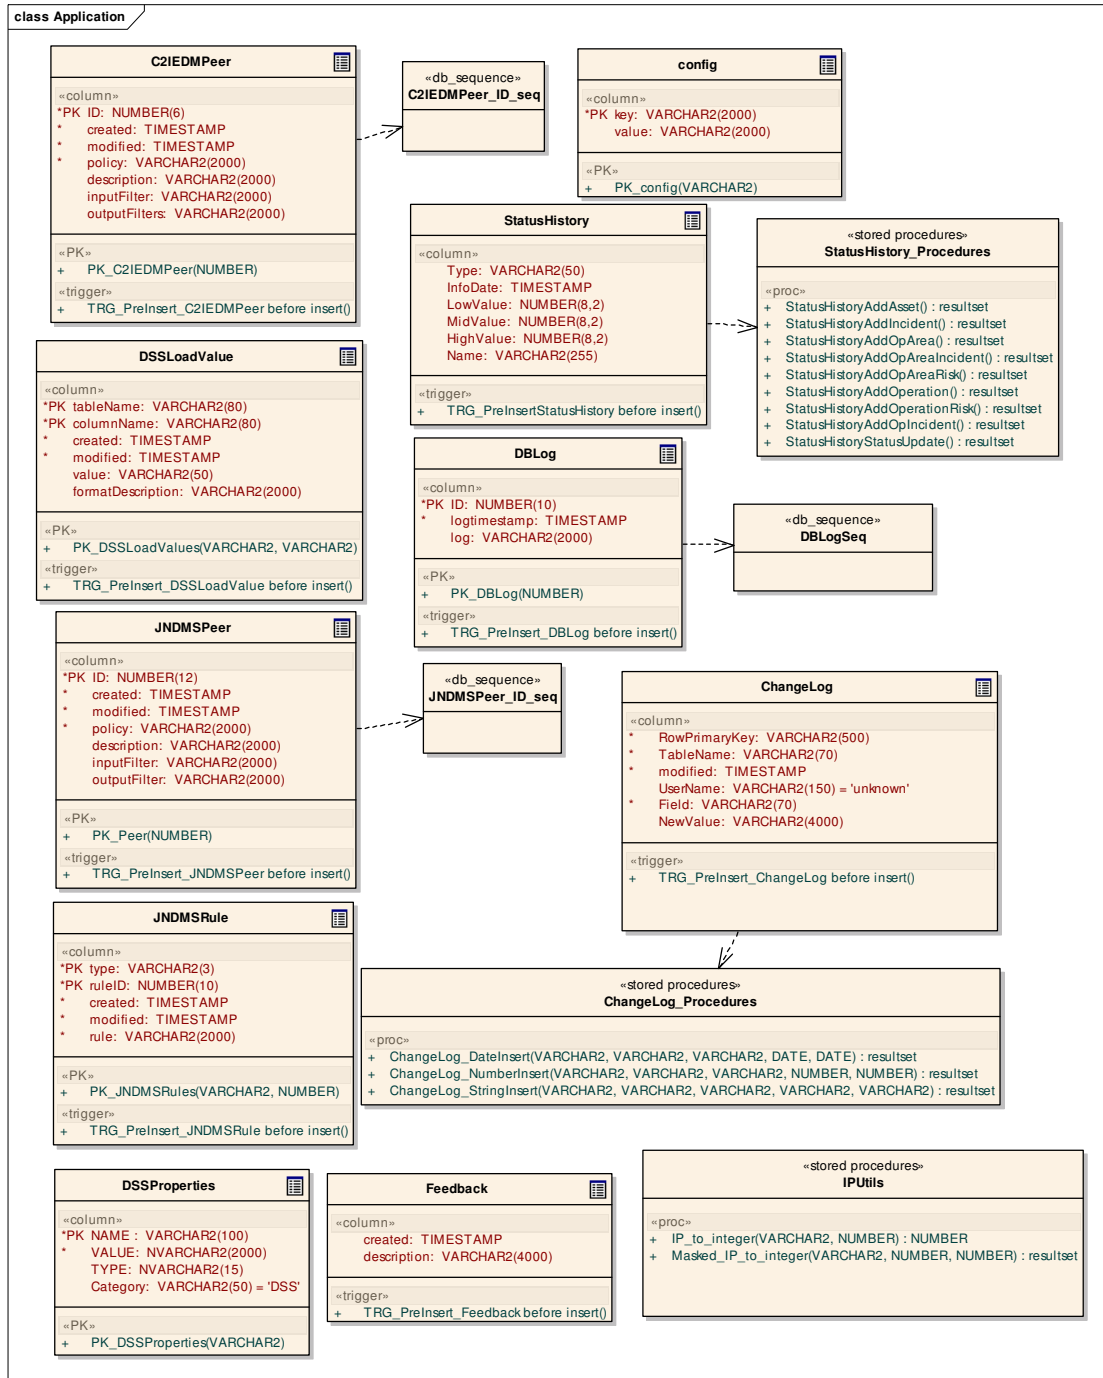 class Application
C2IEDMPeer
«column»
*PK ID: NUMBER(6)
* created: TIMESTAMP
* modified: TIMESTAMP
* policy: VARCHAR2(2000)
description: VARCHAR2(2000)
inputFilter: VARCHAR2(2000)
outputFilters: VARCHAR2(2000)
«PK»
+ PK_C2IEDMPeer(NUMBER)
«trigger»
+ TRG_PreInsert_C2IEDMPeer before insert()
«db_sequence»
C2IEDMPeer_ID_seq
config
«column»
*PK key: VARCHAR2(2000)
value: VARCHAR2(2000)
«PK»
+ PK_config(VARCHAR2)
StatusHistory
«column»
Type: VARCHAR2(50)
InfoDate: TIMESTAMP
LowValue: NUMBER(8,2)
MidValue: NUMBER(8,2)
HighValue: NUMBER(8,2)
Name: VARCHAR2(255)
«trigger»
+ TRG_PreInsertStatusHistory before insert()
«stored procedures»
StatusHistory_Procedures
«proc»
+ StatusHistoryAddAsset() : resultset
+ StatusHistoryAddIncident() : resultset
+ StatusHistoryAddOpArea() : resultset
+ StatusHistoryAddOpAreaIncident() : resultset
+ StatusHistoryAddOpAreaRisk() : resultset
+ StatusHistoryAddOperation() : resultset
+ StatusHistoryAddOperationRisk() : resultset
+ StatusHistoryAddOpIncident() : resultset
+ StatusHistoryStatusUpdate() : resultset
DSSLoadValue
«column»
*PK tableName: VARCHAR2(80)
*PK columnName: VARCHAR2(80)
* created: TIMESTAMP
* modified: TIMESTAMP
value: VARCHAR2(50)
formatDescription: VARCHAR2(2000)
«PK»
+ PK_DSSLoadValues(VARCHAR2, VARCHAR2)
«trigger»
+ TRG_PreInsert_DSSLoadValue before insert()
DBLog
«column»
*PK ID: NUMBER(10)
* logtimestamp: TIMESTAMP
log: VARCHAR2(2000)
«PK»
+ PK_DBLog(NUMBER)
«trigger»
+ TRG_PreInsert_DBLog before insert()
«db_sequence»
DBLogSeq
JNDMSPeer
«column»
*PK ID: NUMBER(12)
* created: TIMESTAMP
* modified: TIMESTAMP
* policy: VARCHAR2(2000)
description: VARCHAR2(2000)
inputFilter: VARCHAR2(2000)
outputFilter: VARCHAR2(2000)
«PK»
+ PK_Peer(NUMBER)
«trigger»
+ TRG_PreInsert_JNDMSPeer before insert()
«db_sequence»
JNDMSPeer_ID_seq
ChangeLog
«column»
* RowPrimaryKey: VARCHAR2(500)
* TableName: VARCHAR2(70)
* modified: TIMESTAMP
UserName: VARCHAR2(150) = 'unknown'
* Field: VARCHAR2(70)
NewValue: VARCHAR2(4000)
«trigger»
+ TRG_PreInsert_ChangeLog before insert()
JNDMSRule
«column»
*PK type: VARCHAR2(3)
*PK ruleID: NUMBER(10)
* created: TIMESTAMP
* modified: TIMESTAMP
* rule: VARCHAR2(2000)
«PK»
+ PK_JNDMSRules(VARCHAR2, NUMBER)
«trigger»
+ TRG_PreInsert_JNDMSRule before insert()
«stored procedures»
ChangeLog_Procedures
«proc»
+ ChangeLog_DateInsert(VARCHAR2, VARCHAR2, VARCHAR2, DATE, DATE) : resultset
+ ChangeLog_NumberInsert(VARCHAR2, VARCHAR2, VARCHAR2, NUMBER, NUMBER) : resultset
+ ChangeLog_StringInsert(VARCHAR2, VARCHAR2, VARCHAR2, VARCHAR2, VARCHAR2) : resultset
DSSProperties
«column»
*PK NAME : VARCHAR2(100)
* VALUE: NVARCHAR2(2000)
TYPE: NVARCHAR2(15)
Category: VARCHAR2(50) = 'DSS'
«PK»
+ PK_DSSProperties(VARCHAR2)
Feedback
«column»
created: TIMESTAMP
description: VARCHAR2(4000)
«trigger»
+ TRG_PreInsert_Feedback before insert()
«stored procedures»
IPUtils
«proc»
+ IP_to_integer(VARCHAR2, NUMBER) : NUMBER
+ Masked_IP_to_integer(VARCHAR2, NUMBER, NUMBER) : resultset